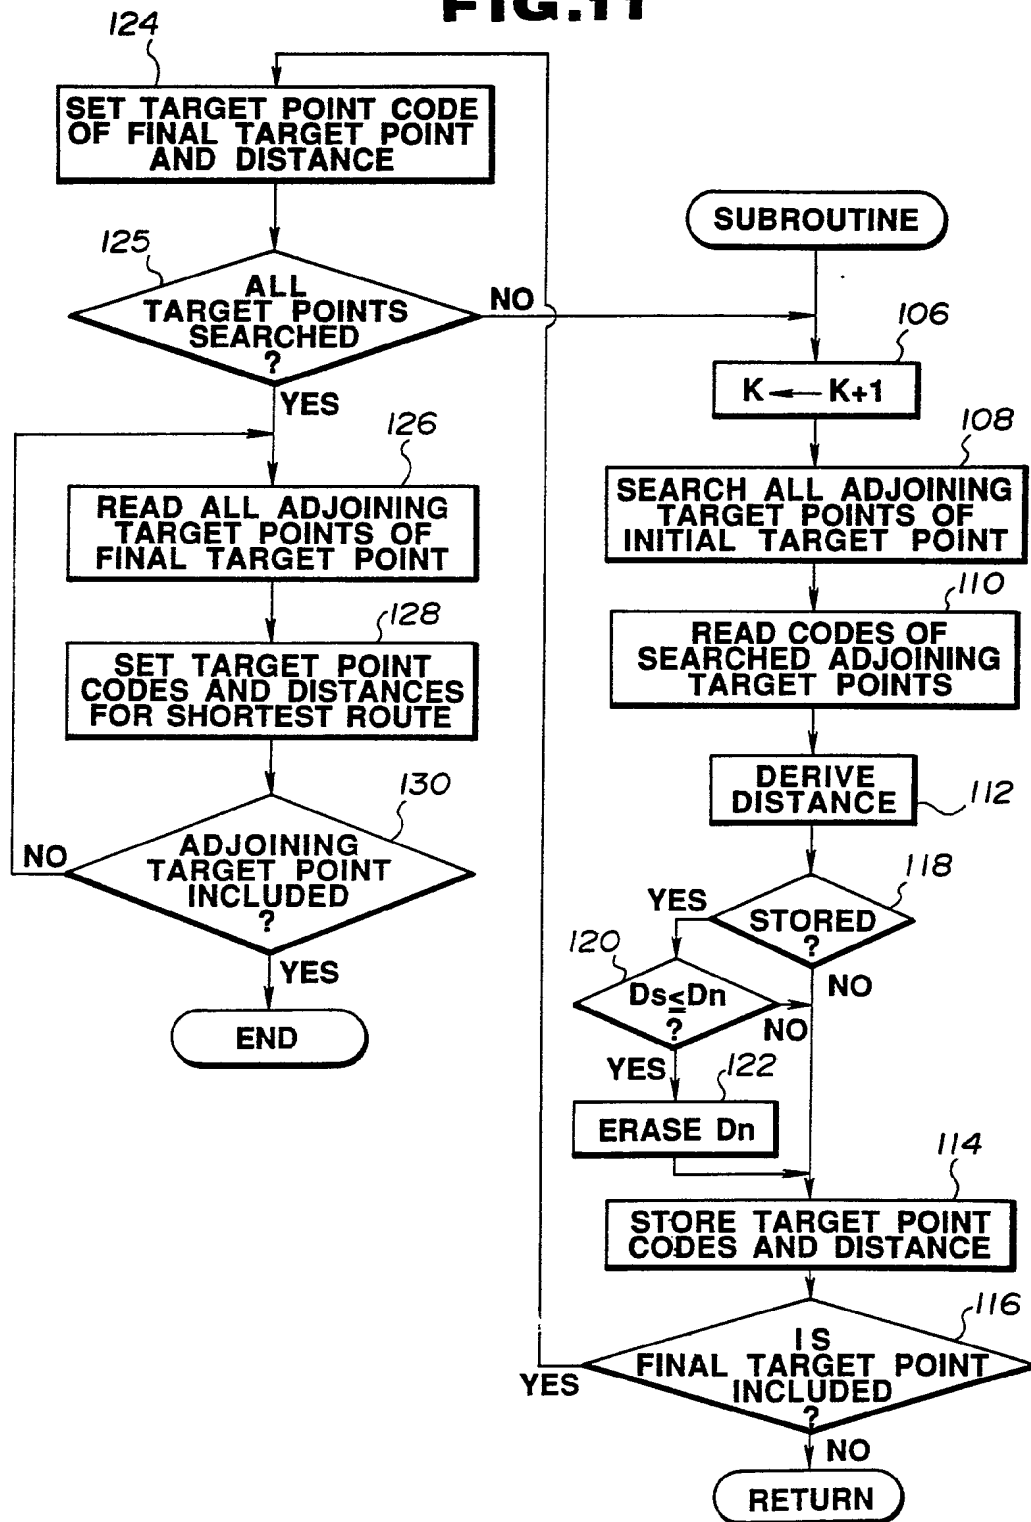 FIG.11
124
SET TARGET POINT CODE
OF FINAL TARGET POINT
AND DISTANCE
125
ALL
TARGET POINTS
SEARCHED
?
NO
YES
126
READ ALL ADJOINING
TARGET POINTS OF
FINAL TARGET POINT
128
SET TARGET POINT
CODES AND DISTANCES
FOR SHORTEST ROUTE
130
ADJOINING
TARGET POINT
INCLUDED
?
NO
YES
END
SUBROUTINE
106
K ← K+1
108
SEARCH ALL ADJOINING
TARGET POINTS OF
INITIAL TARGET POINT
110
READ CODES OF
SEARCHED ADJOINING
TARGET POINTS
DERIVE
DISTANCE
112
118
STORED
?
YES
NO
120
Ds≤Dn
?
NO
YES
122
ERASE Dn
114
STORE TARGET POINT
CODES AND DISTANCE
116
IS
FINAL TARGET POINT
INCLUDED
?
YES
NO
RETURN